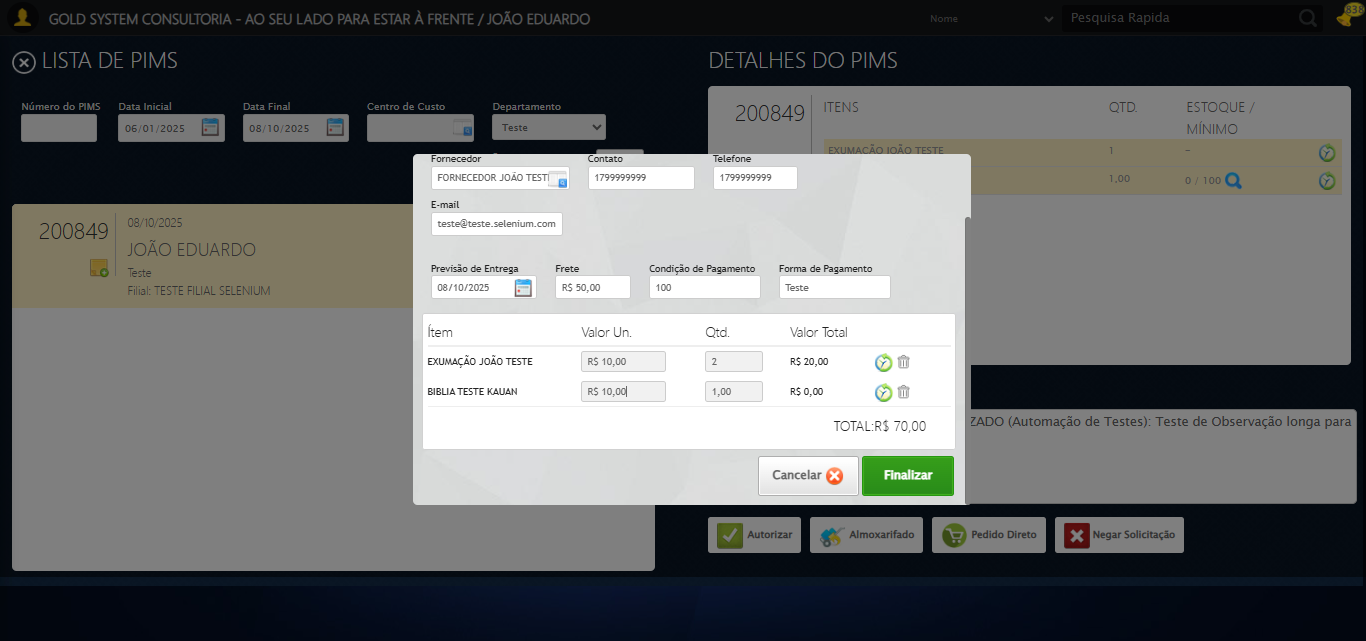 GOLD SYSTEM CONSULTORIA - AO SEU LADO PARA ESTAR À FRENTE / JOÃO EDUARDO
Nome
Pesquisa Rapida
838
LISTA DE PIMS
Número do PIMS
Data Inicial
Data Final
Centro de Custo
Departamento
06/01/2025
08/10/2025
Teste
200849
08/10/2025
JOÃO EDUARDO
Teste
Filial: TESTE FILIAL SELENIUM
DETALHES DO PIMS
200849
ITENS
QTD.
ESTOQUE /
MÍNIMO
EXUMAÇÃO JOÃO TESTE
1
-
1,00
0 / 100
Fornecedor
Contato
Telefone
FORNECEDOR JOÃO TEST
1799999999
1799999999
E-mail
teste@teste.selenium.com
Previsão de Entrega
Frete
Condição de Pagamento
Forma de Pagamento
08/10/2025
R$ 50,00
100
Teste
Ítem
Valor Un.
Qtd.
Valor Total
EXUMAÇÃO JOÃO TESTE
R$ 10,00
2
R$ 20,00
BIBLIA TESTE KAUAN
R$ 10,00
1,00
R$ 0,00
TOTAL:R$ 70,00
Cancelar
Finalizar
ZADO (Automação de Testes): Teste de Observação longa para
Autorizar
Almoxarifado
Pedido Direto
Negar Solicitação